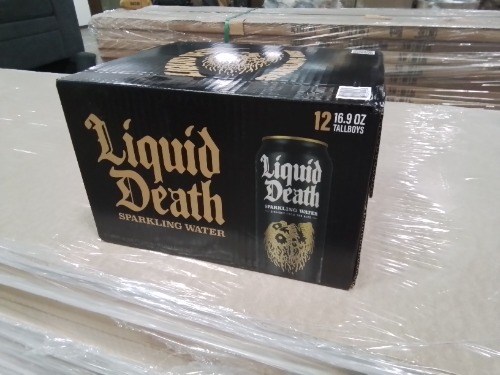 Liquid
Death
SPARKLING WATER
12 16.9 OZ
TALLBOYS
Liquid
Death
SPARKLING WATER